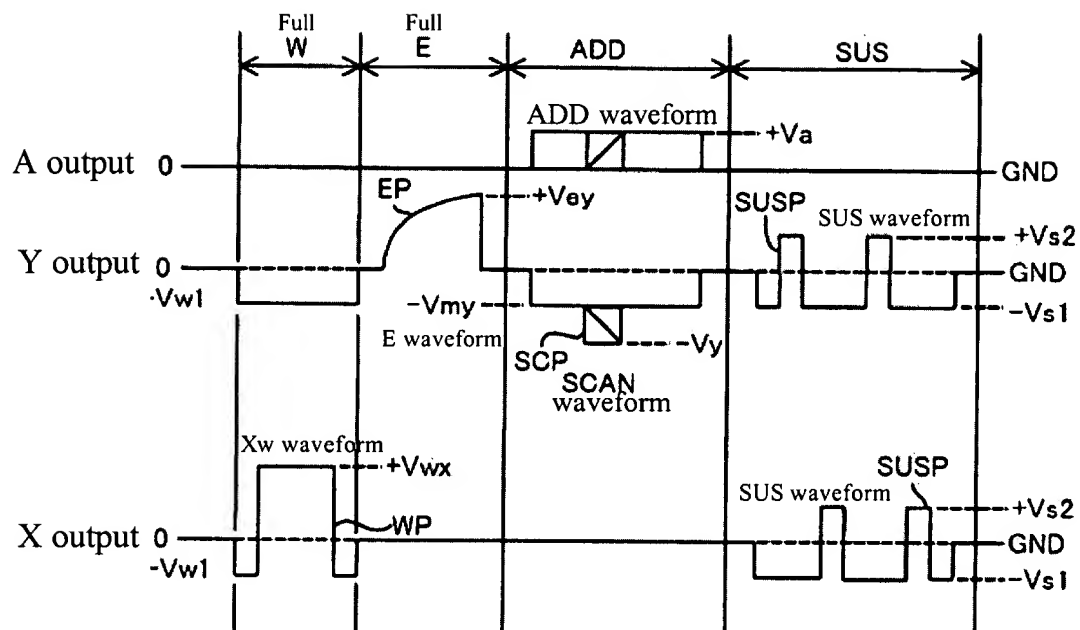 Full
W
Full
E
ADD
SUS
ADD waveform
+Va
A output 0
GND
EP
+Vey
SUSP
SUS waveform
+Vs2
Y output 0
GND
-Vw1
-Vmy
-Vs1
E waveform
-Vy
SCP
SCAN
waveform
Xw waveform
+Vwx
SUSP
SUS waveform
+Vs2
WP
X output 0
GND
-Vw1
-Vs1